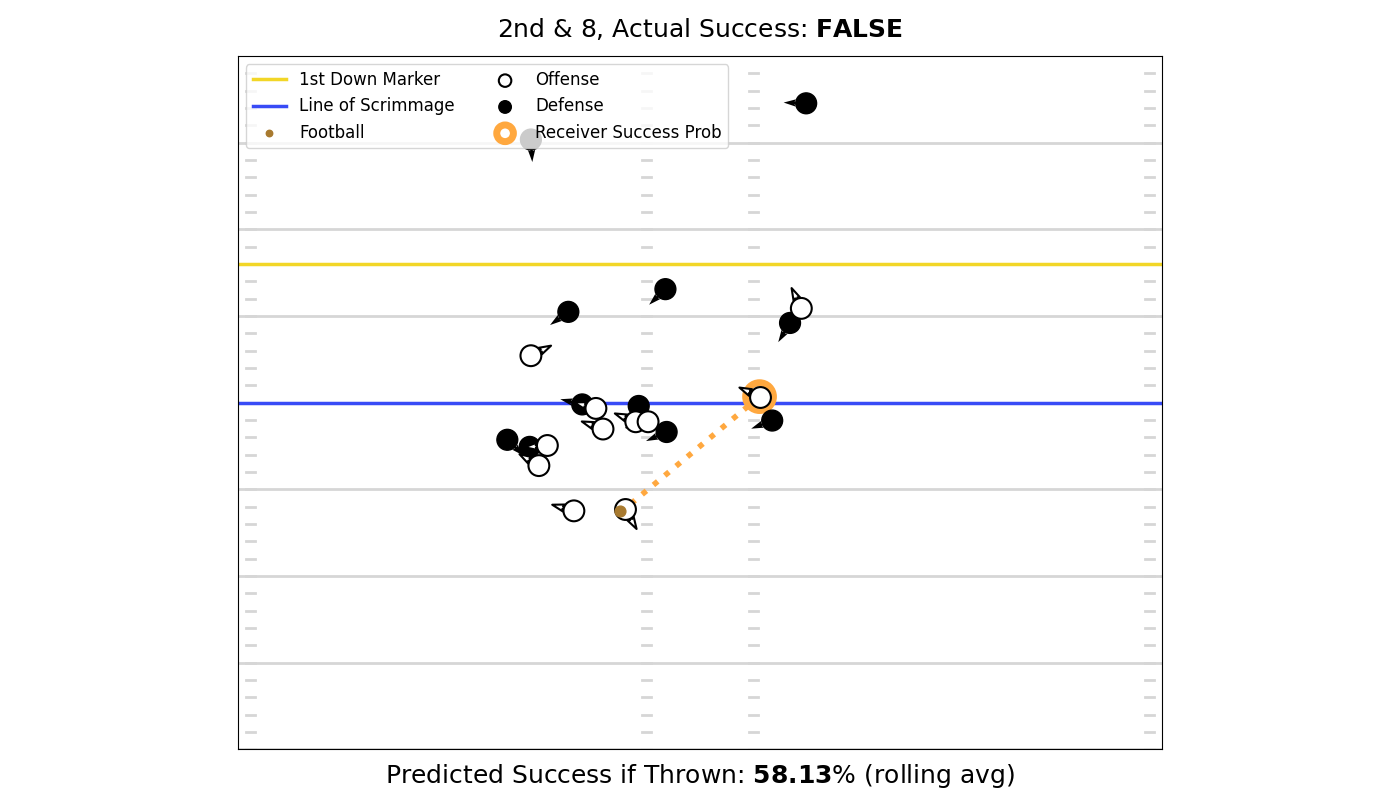 2nd & 8, Actual Success: FALSE
1st Down Marker
Line of Scrimmage
Football
Offense
Defense
Receiver Success Prob
Predicted Success if Thrown: 58.13% (rolling avg)